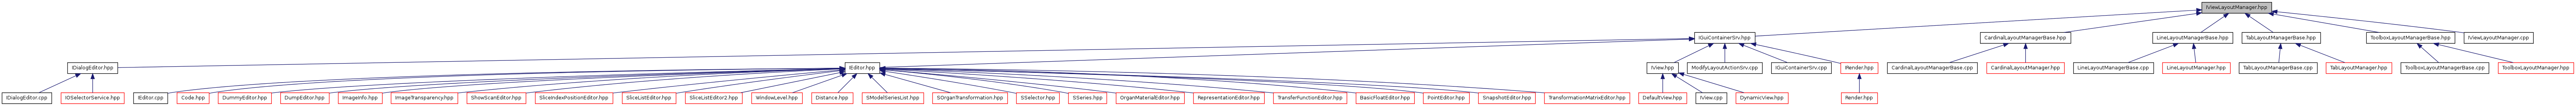 IViewLayoutManager.hpp
IGuiContainerSrv.hpp
CardinalLayoutManagerBase.hpp
LineLayoutManagerBase.hpp
TabLayoutManagerBase.hpp
ToolboxLayoutManagerBase.hpp
IViewLayoutManager.cpp
IDialogEditor.hpp
IEditor.hpp
IView.hpp
ModifyLayoutActionSrv.cpp
IGuiContainerSrv.cpp
IRender.hpp
CardinalLayoutManagerBase.cpp
CardinalLayoutManager.hpp
LineLayoutManagerBase.cpp
LineLayoutManager.hpp
TabLayoutManagerBase.cpp
TabLayoutManager.hpp
ToolboxLayoutManagerBase.cpp
ToolboxLayoutManager.hpp
IDialogEditor.cpp
IOSelectorService.hpp
IEditor.cpp
Code.hpp
DummyEditor.hpp
DumpEditor.hpp
ImageInfo.hpp
ImageTransparency.hpp
ShowScanEditor.hpp
SliceIndexPositionEditor.hpp
SliceListEditor.hpp
SliceListEditor2.hpp
WindowLevel.hpp
Distance.hpp
SModelSeriesList.hpp
SOrganTransformation.hpp
SSelector.hpp
SSeries.hpp
OrganMaterialEditor.hpp
RepresentationEditor.hpp
TransferFunctionEditor.hpp
BasicFloatEditor.hpp
PointEditor.hpp
SnapshotEditor.hpp
TransformationMatrixEditor.hpp
DefaultView.hpp
IView.cpp
DynamicView.hpp
Render.hpp